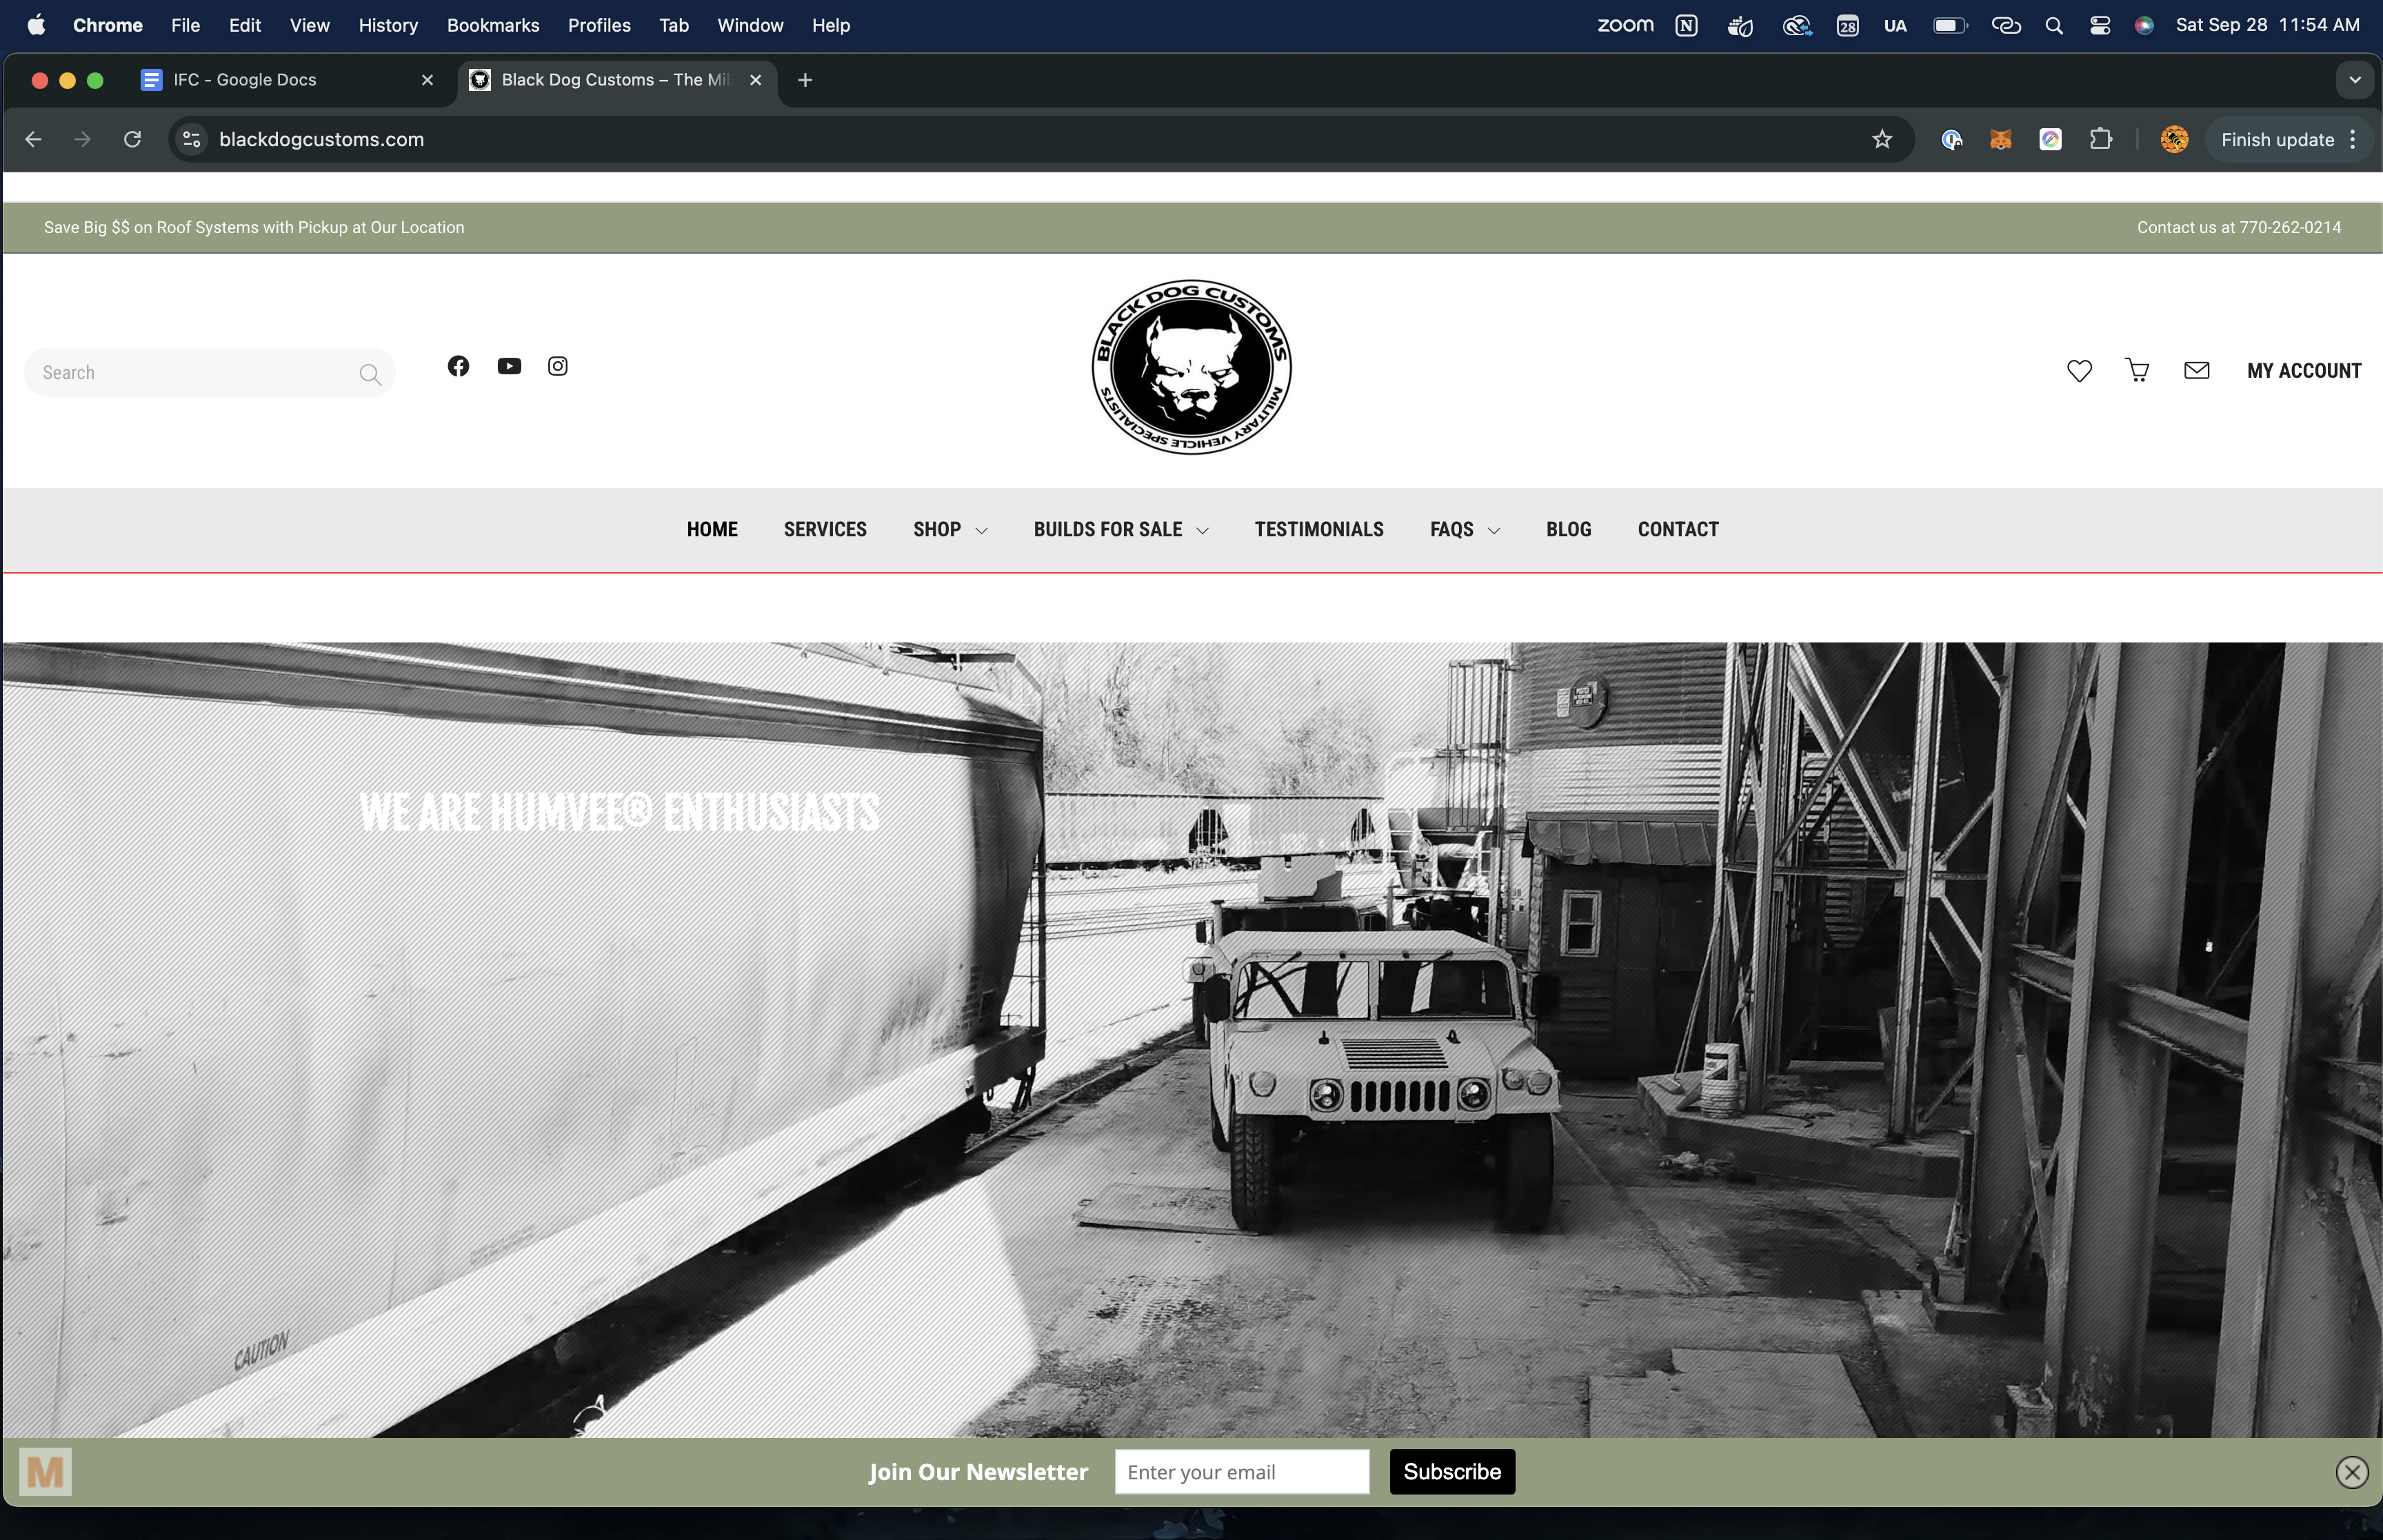 Chrome File Edit View History Bookmarks Profiles Tab Window Help
zoom N 28 UA Sat Sep 28 11:54 AM
IFC - Google Docs
Black Dog Customs – The Mil
blackdogcustoms.com
Finish update
Save Big $$ on Roof Systems with Pickup at Our Location
Contact us at 770-262-0214
Search
BLACK DOG CUSTOMS
MILITARY VEHICLE SPECIALISTS
MY ACCOUNT
HOME SERVICES SHOP BUILDS FOR SALE TESTIMONIALS FAQS BLOG CONTACT
WE ARE HUMVEE® ENTHUSIASTS
CAUTION
M
Join Our Newsletter
Enter your email
Subscribe